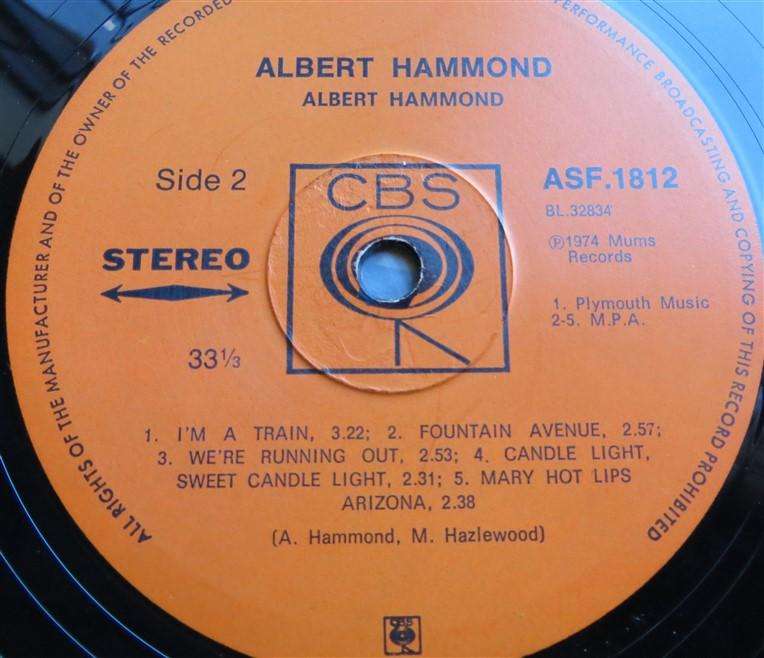 ALBERT HAMMOND
ALBERT HAMMOND
Side 2
CBS
ASF.1812
BL.32834
Ⓟ1974 Mums
Records
STEREO
1. Plymouth Music
2-5. M.P.A.
33⅓
1. I'M A TRAIN, 3.22; 2. FOUNTAIN AVENUE, 2.57;
3. WE'RE RUNNING OUT, 2.53; 4. CANDLE LIGHT,
SWEET CANDLE LIGHT, 2.31; 5. MARY HOT LIPS
ARIZONA, 2.38
(A. Hammond, M. Hazlewood)
CBS
ALL RIGHTS OF THE MANUFACTURER AND OF THE OWNER OF THE RECORDED
PERFORMANCE BROADCASTING AND COPYING OF THIS RECORD PROHIBITED